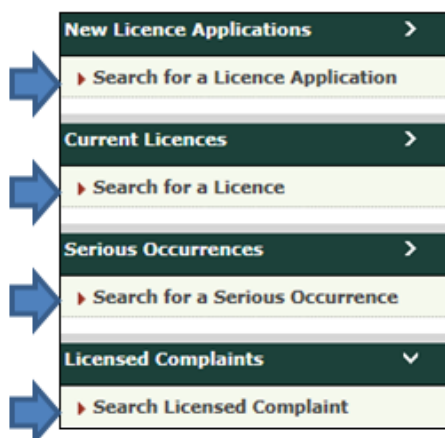 New Licence Applications
Search for a Licence Application
Current Licences
Search for a Licence
Serious Occurrences
Search for a Serious Occurrence
Licensed Complaints
Search Licensed Complaint